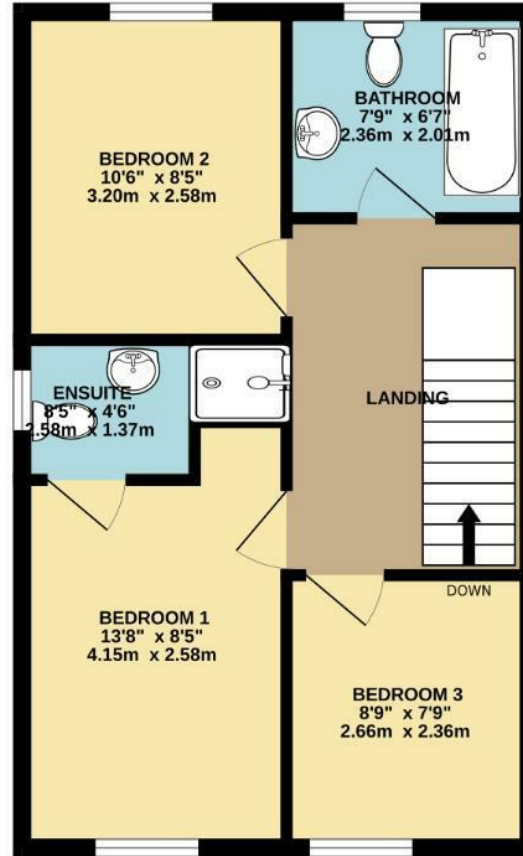 BEDROOM 2
10'6" x 8'5"
3.20m x 2.58m
BATHROOM
7'9" x 6'7"
2.36m x 2.01m
ENSUITE
8'5" x 4'6"
2.58m x 1.37m
LANDING
DOWN
BEDROOM 1
13'8" x 8'5"
4.15m x 2.58m
BEDROOM 3
8'9" x 7'9"
2.66m x 2.36m